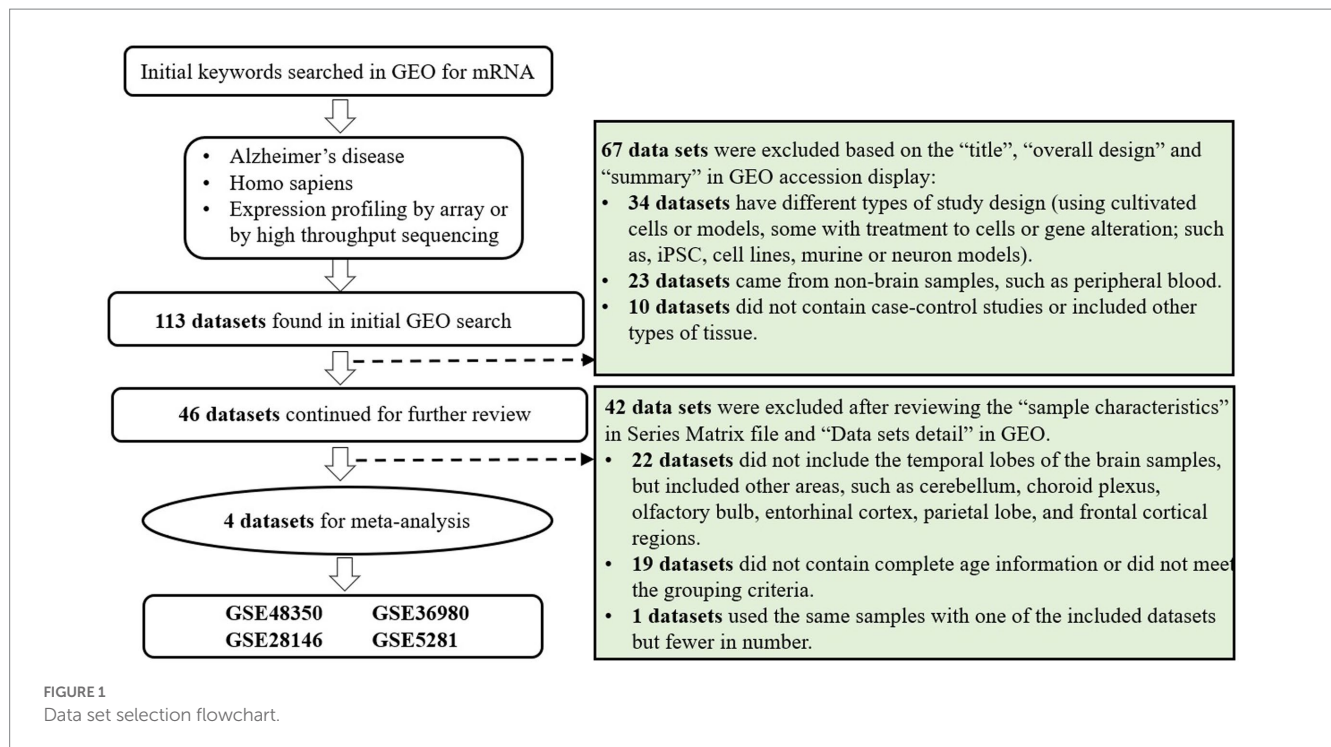 Initial keywords searched in GEO for mRNA
• Alzheimer’s disease
• Homo sapiens
• Expression profiling by array or
by high throughput sequencing
113 datasets found in initial GEO search
67 data sets were excluded based on the “title”, “overall design” and
“summary” in GEO accession display:
• 34 datasets have different types of study design (using cultivated
cells or models, some with treatment to cells or gene alteration; such
as, iPSC, cell lines, murine or neuron models).
• 23 datasets came from non-brain samples, such as peripheral blood.
• 10 datasets did not contain case-control studies or included other
types of tissue.
46 datasets continued for further review
42 data sets were excluded after reviewing the “sample characteristics”
in Series Matrix file and “Data sets detail” in GEO.
• 22 datasets did not include the temporal lobes of the brain samples,
but included other areas, such as cerebellum, choroid plexus,
olfactory bulb, entorhinal cortex, parietal lobe, and frontal cortical
regions.
• 19 datasets did not contain complete age information or did not meet
the grouping criteria.
• 1 datasets used the same samples with one of the included datasets
but fewer in number.
4 datasets for meta-analysis
GSE48350 GSE36980
GSE28146 GSE5281
FIGURE 1
Data set selection flowchart.